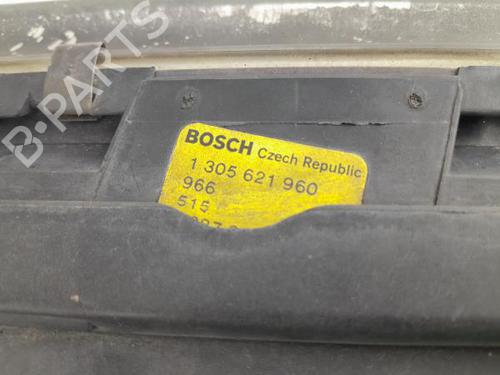 BOSCH Czech Republic
1 305 621 960
966
515
B-PARTS